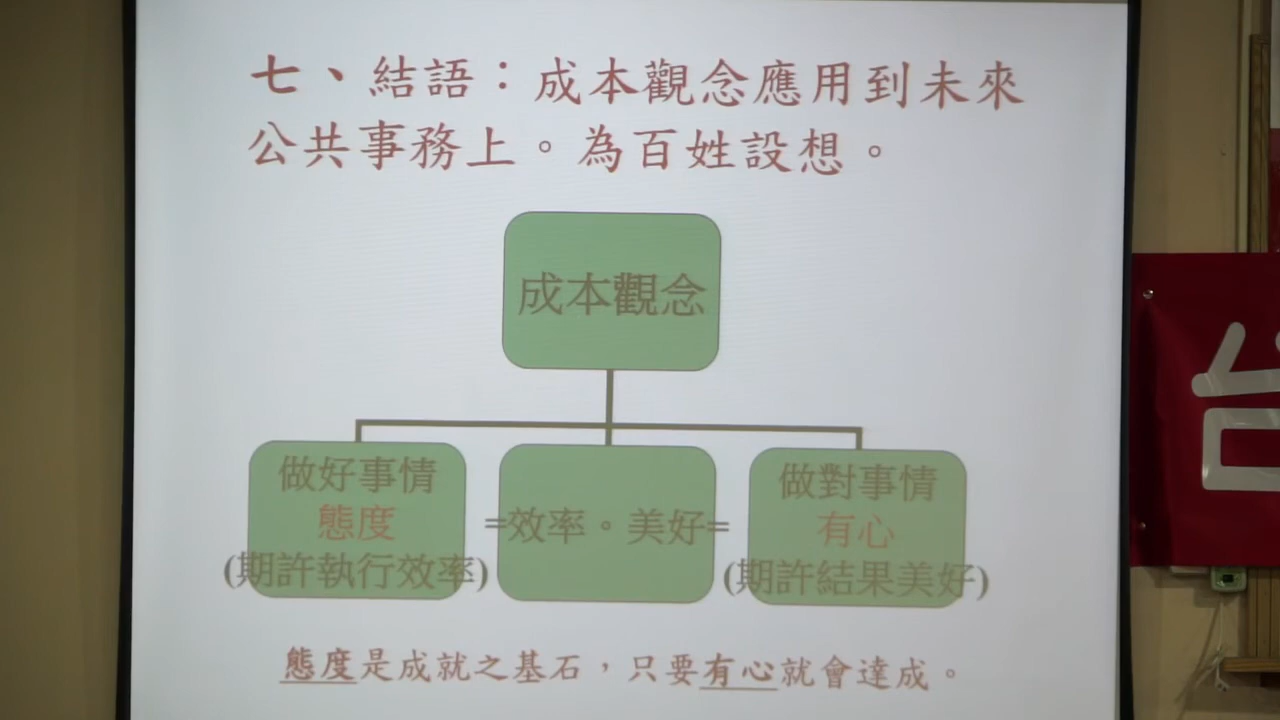 七、結語：成本觀念應用到未來
公共事務上。為百姓設想。
成本觀念
做好事情
態度
(期許執行效率)
=效率。美好=
做對事情
有心
(期許結果美好)
態度是成就之基石，只要有心就會達成。
台